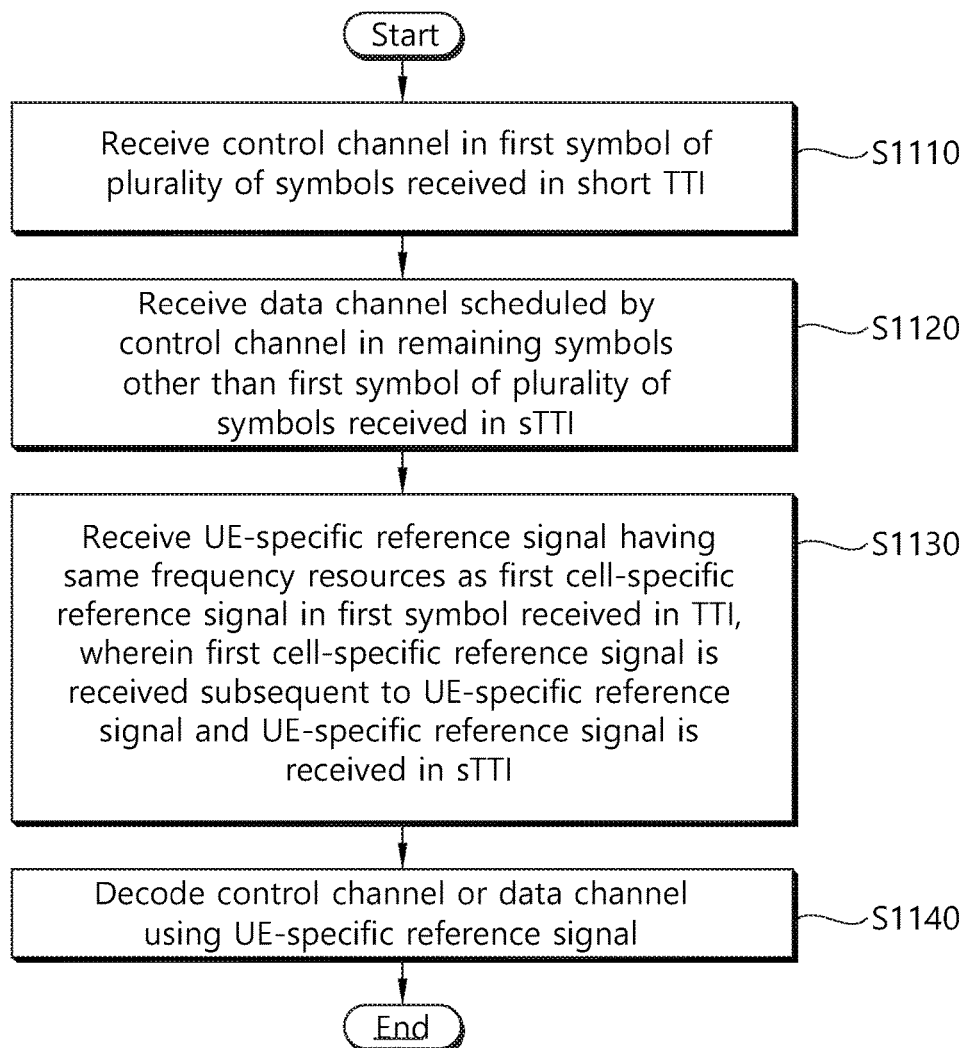 Start
Receive control channel in first symbol of
plurality of symbols received in short TTI
S1110
Receive data channel scheduled by
control channel in remaining symbols
other than first symbol of plurality of
symbols received in sTTI
S1120
Receive UE-specific reference signal having
same frequency resources as first cell-specific
reference signal in first symbol received in TTI,
wherein first cell-specific reference signal is
received subsequent to UE-specific reference
signal and UE-specific reference signal is
received in sTTI
S1130
Decode control channel or data channel
using UE-specific reference signal
S1140
End